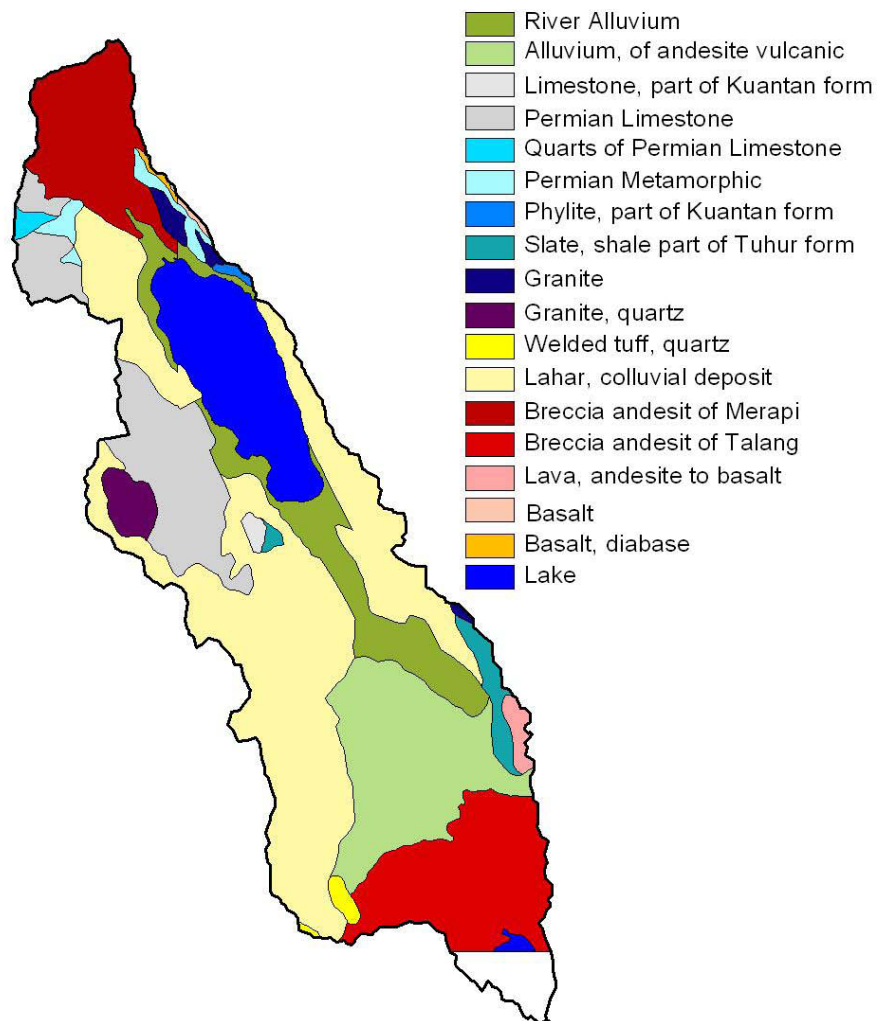 River Alluvium
Alluvium, of andesite vulcanic
Limestone, part of Kuantan form
Permian Limestone
Quarts of Permian Limestone
Permian Metamorphic
Phylite, part of Kuantan form
Slate, shale part of Tuhur form
Granite
Granite, quartz
Welded tuff, quartz
Lahar, colluvial deposit
Breccia andesit of Merapi
Breccia andesit of Talang
Lava, andesite to basalt
Basalt
Basalt, diabase
Lake